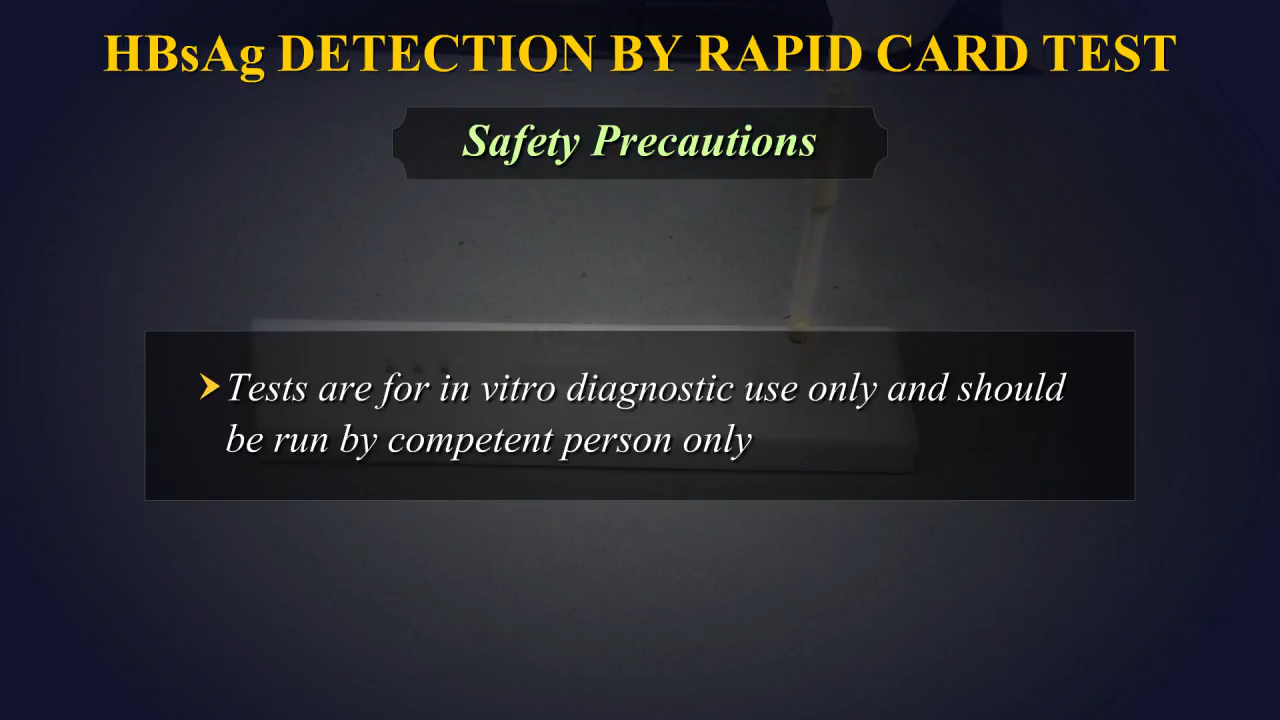 HBsAg DETECTION BY RAPID CARD TEST
Safety Precautions
Tests are for in vitro diagnostic use only and should
be run by competent person only